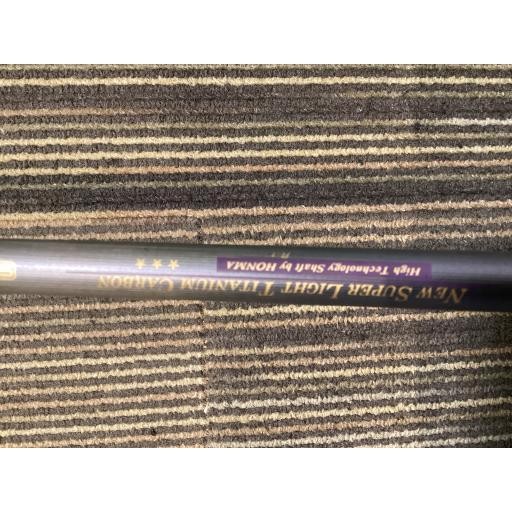 NEW SUPER LIGHT TITANIUM CARBON
High Technology Shaft by HONMA
★★★